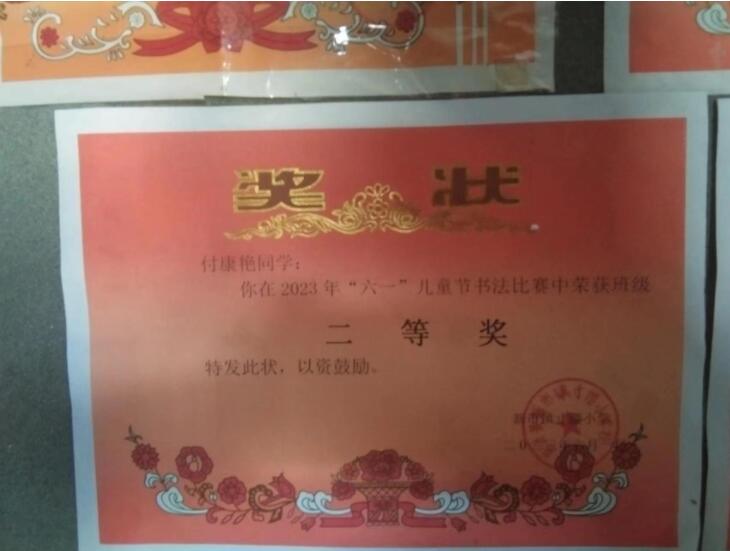 奖 状
付康艳同学:
你在2023年“六一”儿童节书法比赛中荣获班级
二 等 奖
特发此状，以资鼓励。